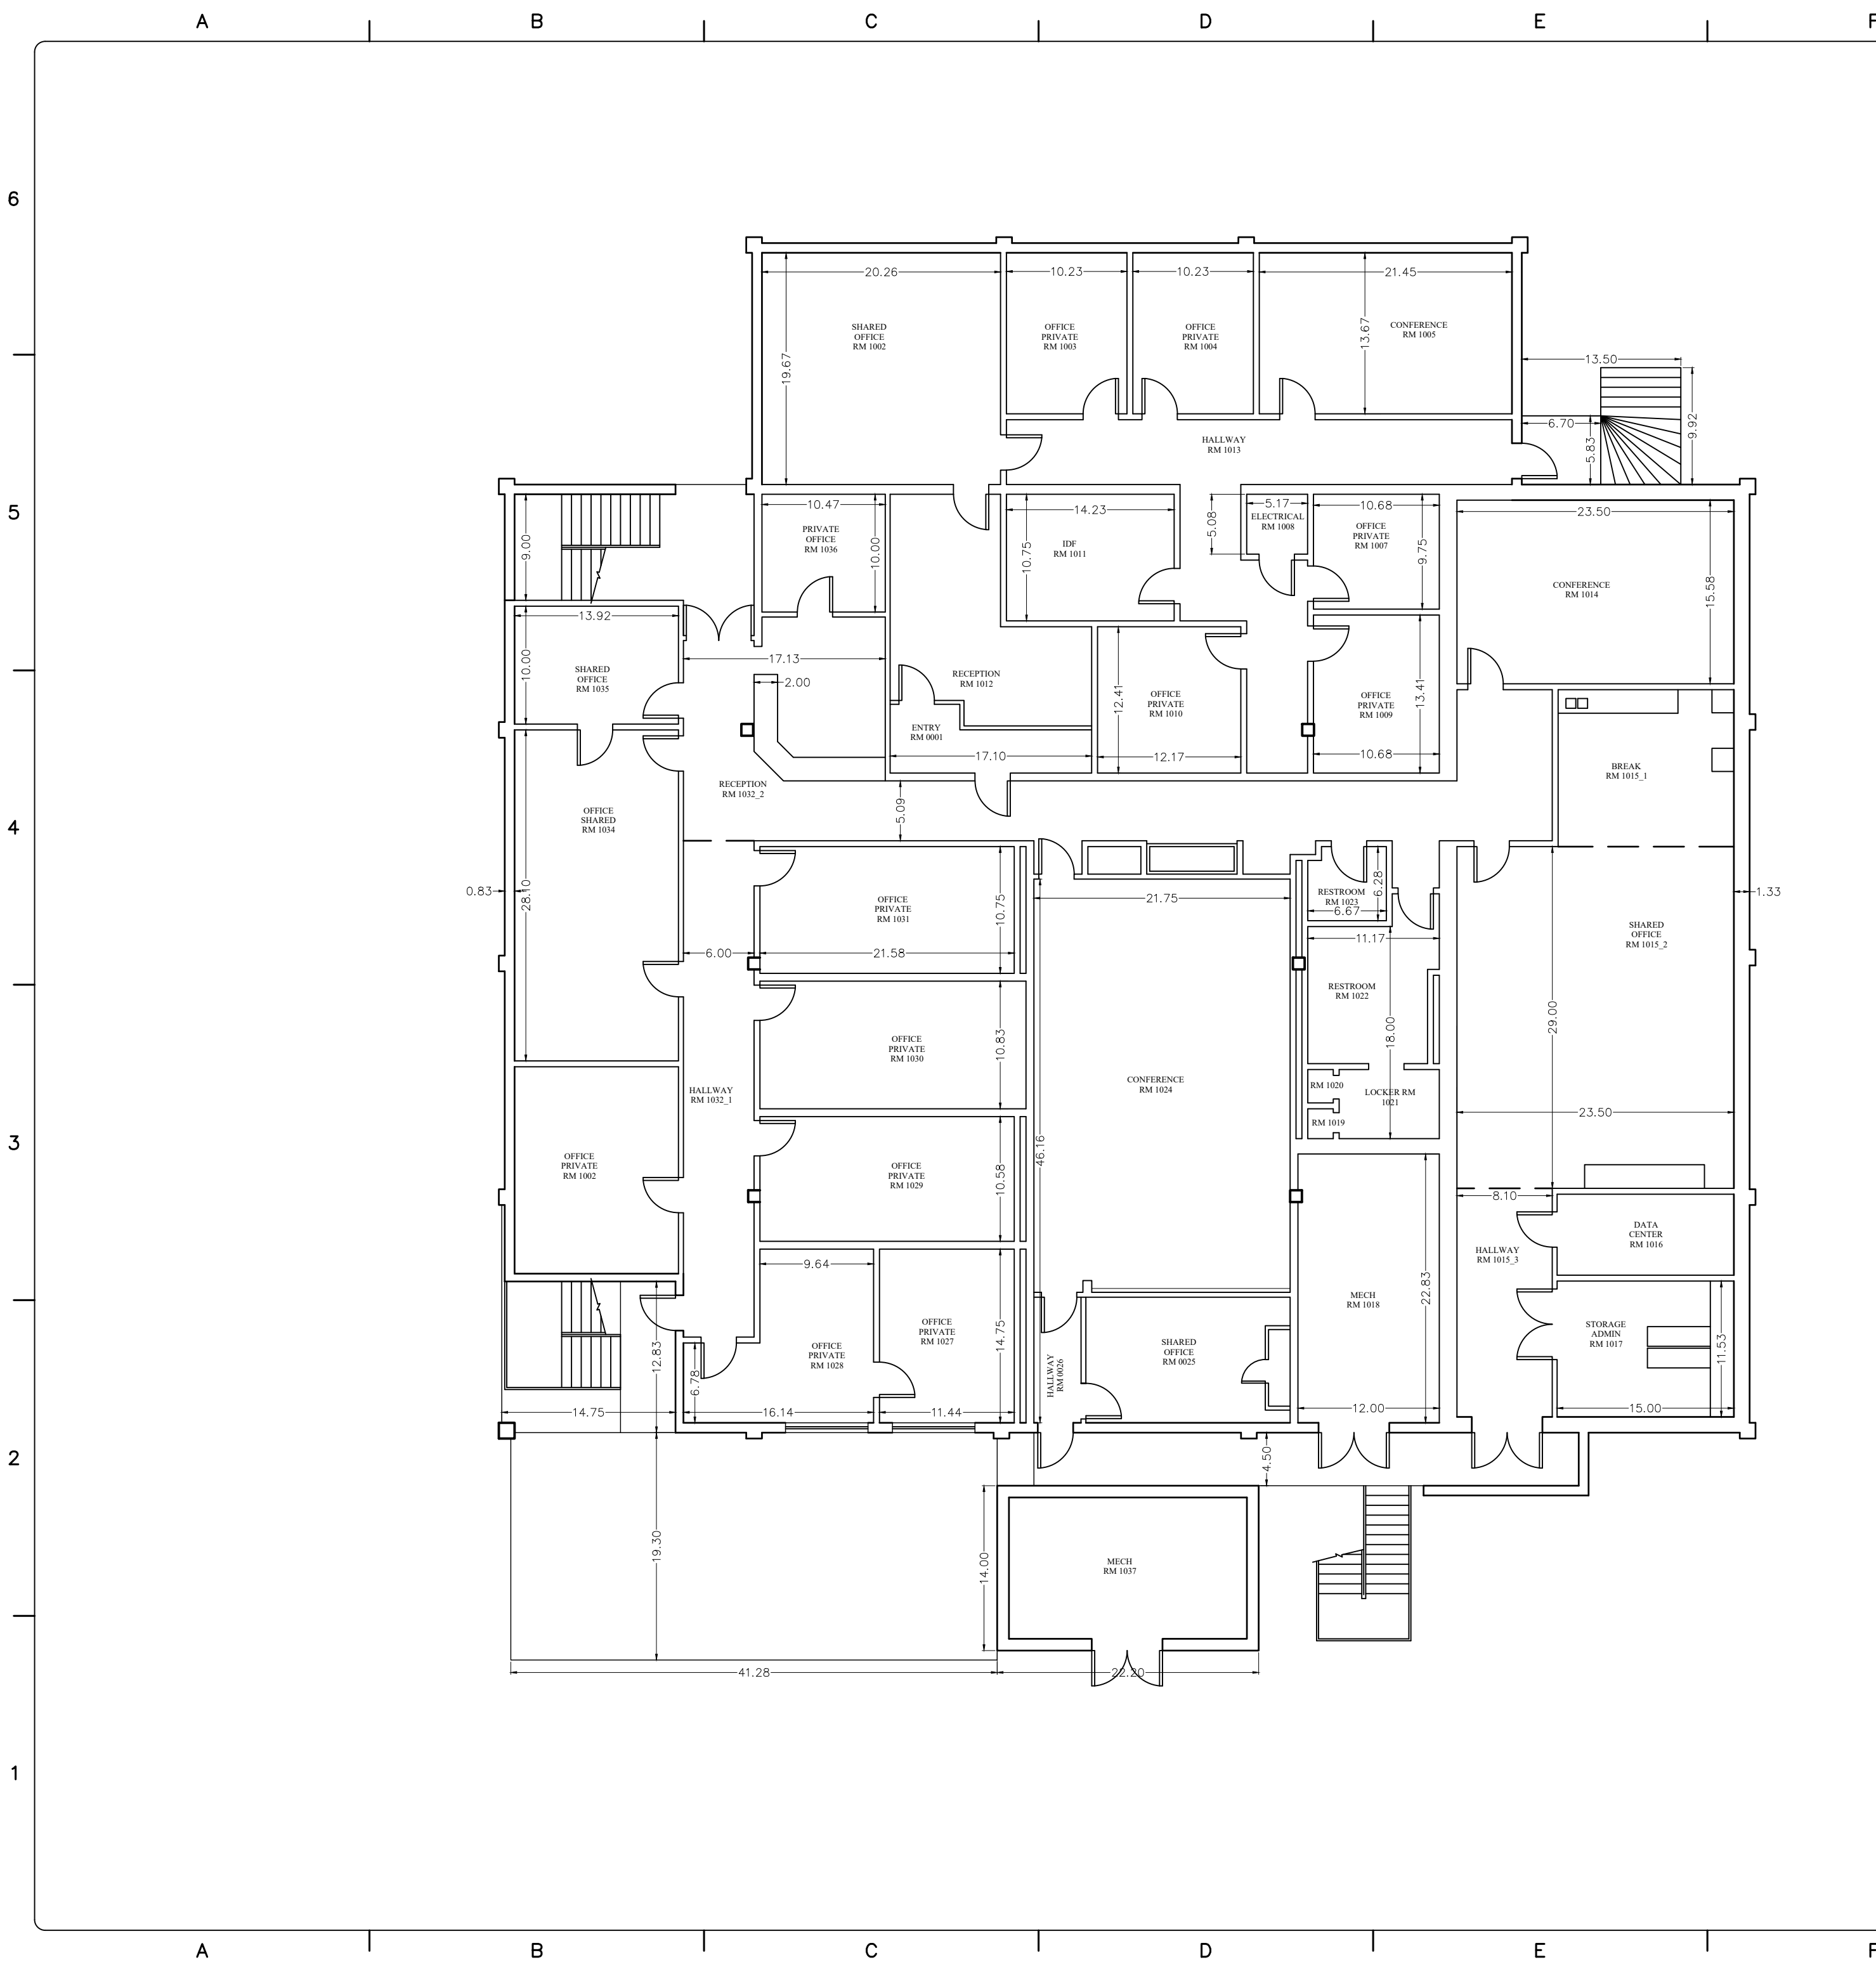 A
B
C
D
E
F
6
20.26
10.23
10.23
21.45
SHARED
OFFICE
RM 1002
19.67
OFFICE
PRIVATE
RM 1003
OFFICE
PRIVATE
RM 1004
CONFERENCE
RM 1005
13.67
13.50
6.70
5.83
9.92
HALLWAY
RM 1013
5
9.00
10.47
PRIVATE
OFFICE
RM 1036
10.00
14.23
IDF
RM 1011
10.75
5.17
ELECTRICAL
RM 1008
5.08
10.68
OFFICE
PRIVATE
RM 1007
9.75
23.50
CONFERENCE
RM 1014
15.58
13.92
10.00
SHARED
OFFICE
RM 1035
17.13
2.00
RECEPTION
RM 1012
12.41
OFFICE
PRIVATE
RM 1010
12.17
OFFICE
PRIVATE
RM 1009
13.41
10.68
ENTRY
RM 0001
17.10
BREAK
RM 1015_1
RECEPTION
RM 1032_2
5.09
4
OFFICE
SHARED
RM 1034
0.83
28.10
6.00
OFFICE
PRIVATE
RM 1031
10.75
21.58
21.75
RESTROOM
RM 1023
6.28
6.67
11.17
SHARED
OFFICE
RM 1015_2
1.33
RESTROOM
RM 1022
18.00
29.00
OFFICE
PRIVATE
RM 1030
10.83
HALLWAY
RM 1032_1
CONFERENCE
RM 1024
46.16
RM 1020
LOCKER RM
1021
RM 1019
23.50
3
OFFICE
PRIVATE
RM 1002
OFFICE
PRIVATE
RM 1029
10.58
8.10
DATA
CENTER
RM 1016
HALLWAY
RM 1015_3
9.64
OFFICE
PRIVATE
RM 1028
OFFICE
PRIVATE
RM 1027
14.75
MECH
RM 1018
22.83
STORAGE
ADMIN
RM 1017
11.53
12.83
6.78
HALLWAY
RM 0026
SHARED
OFFICE
RM 0025
14.75
16.14
11.44
12.00
15.00
2
4.50
19.30
14.00
MECH
RM 1037
41.28
22.20
1
A
B
C
D
E
F